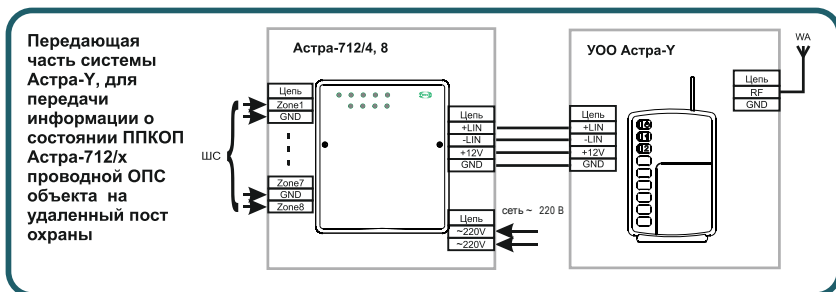 Передающая
часть системы
Астра-Y, для
передачи
информации о
состоянии ППКОП
Астра-712/х
проводной ОПС
объекта на
удаленный пост
охраны
Астра-712/4, 8
ШС
Цепь
Zone1
GND
Zone7
GND
Zone8
Цепь
+LIN
-LIN
+12V
GND
Цепь
~220V
~220V
сеть ~ 220 В
УОО Астра-Y
Цепь
+LIN
-LIN
+12V
GND
Цепь
RF
GND
WA